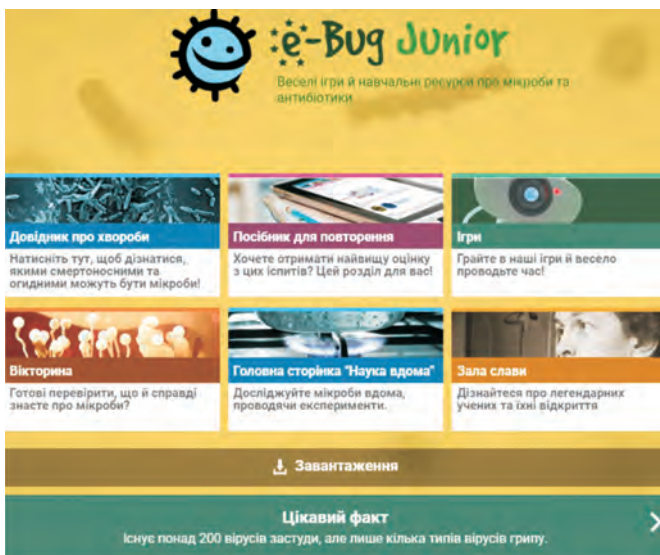 e-Bug Junior
Веселі ігри й навчальні ресурси про мікроби та
антибіотики
Довідник про хвороби
Натисніть тут, щоб дізнатися,
якими смертоносними та
огидними можуть бути мікроби!
Посібник для повторення
Хочете отримати найвищу оцінку
з цих іспитів? Цей розділ для вас!
Ігри
Грайте в наші ігри й весело
проводьте час!
Вікторина
Готові перевірити, що й справді
знаєте про мікроби?
Головна сторінка "Наука вдома"
Досліджуйте мікроби вдома,
проводячи експерименти.
Зала слави
Дізнайтеся про легендарних
учених та їхні відкриття
Завантаження
Цікавий факт
Існує понад 200 вірусів застуди, але лише кілька типів вірусів грипу.